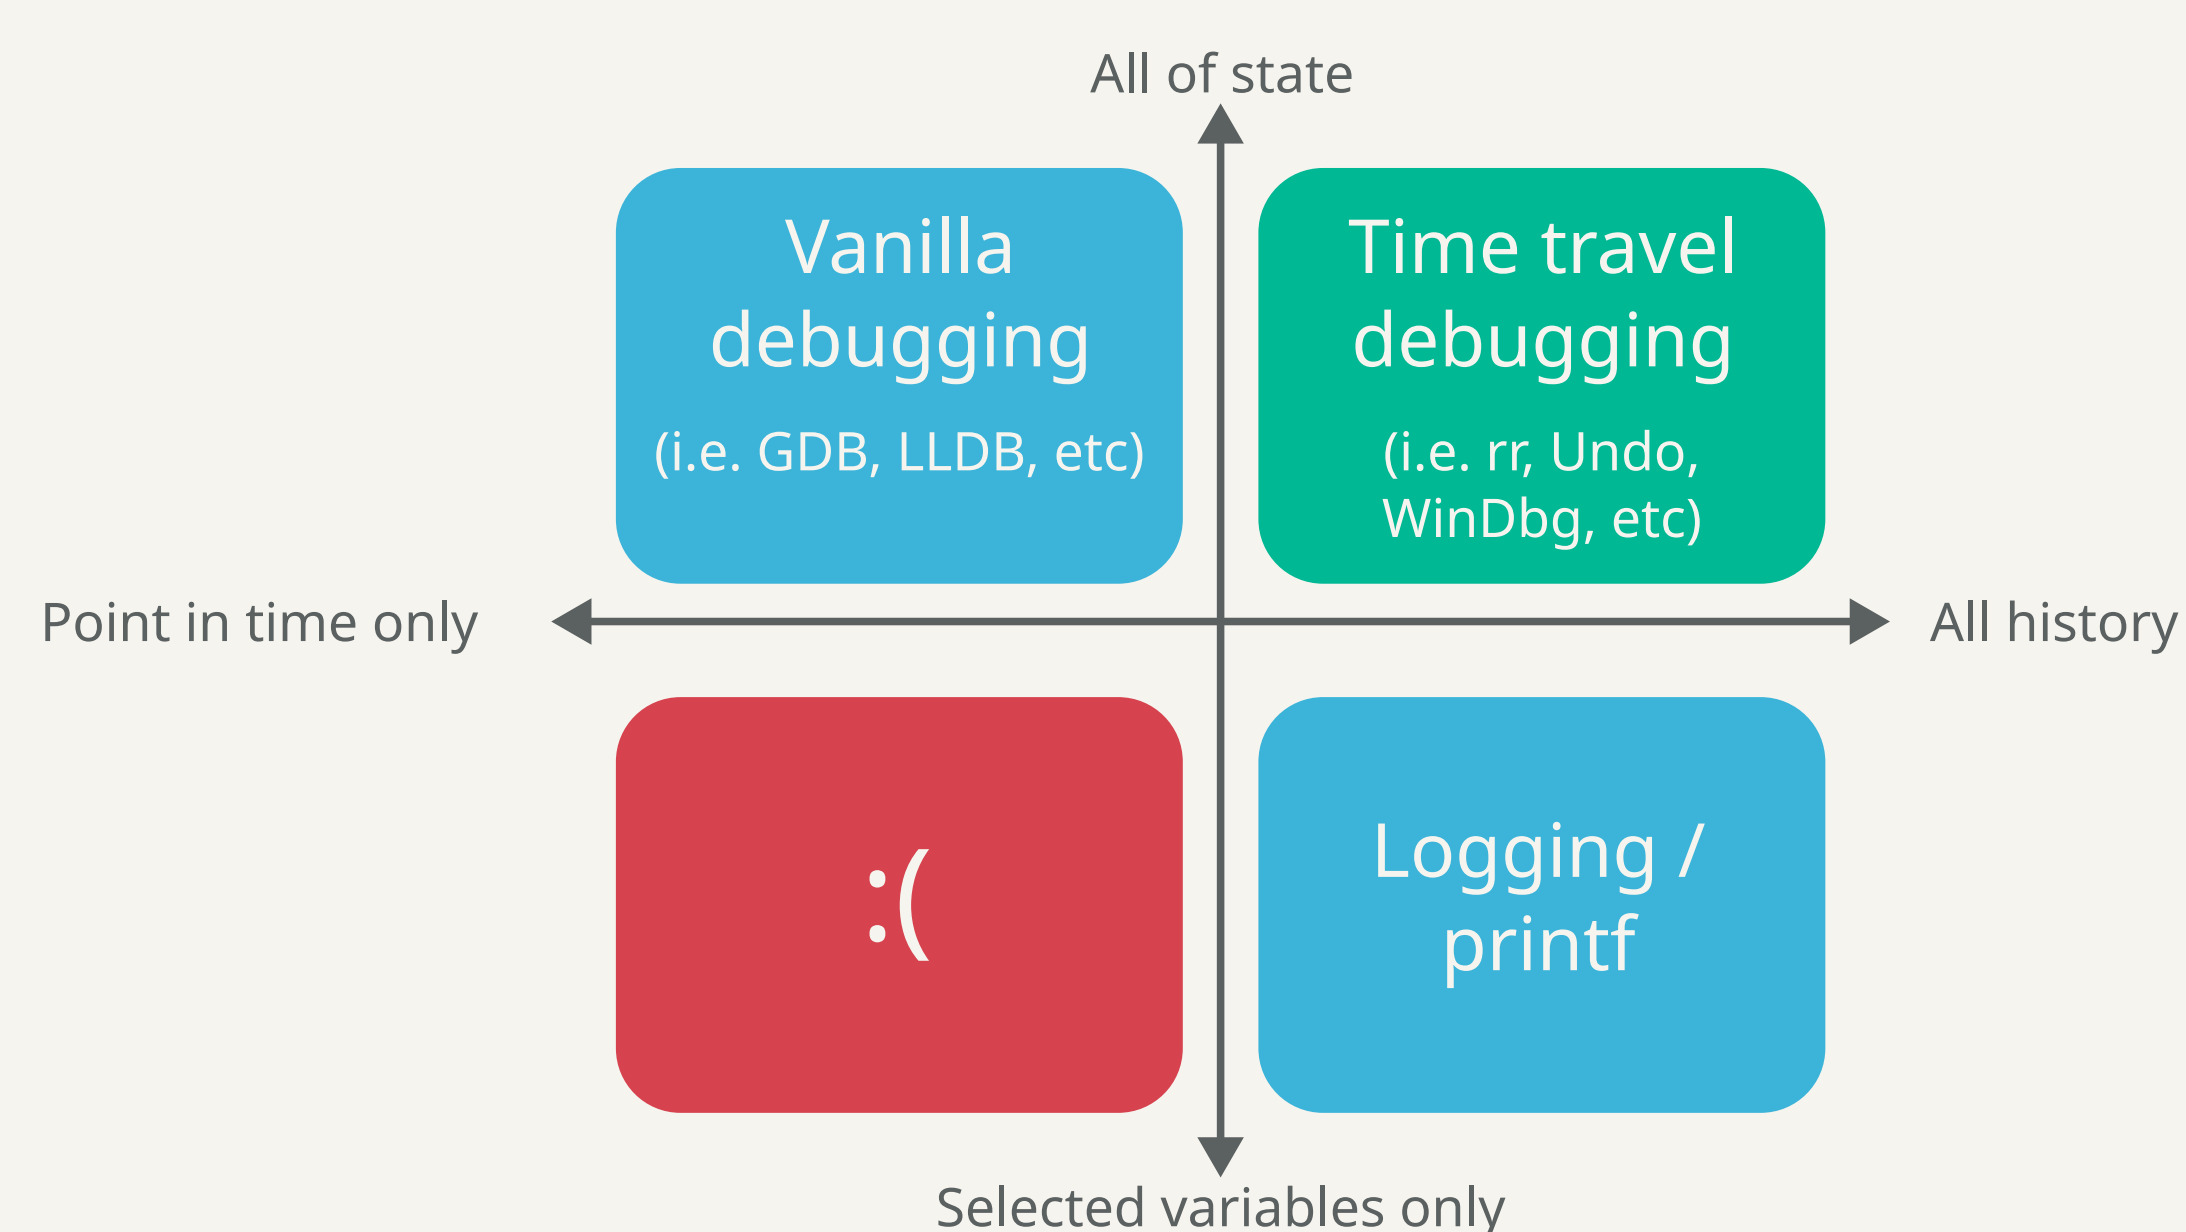 All of state
Vanilla
debugging
(i.e. GDB, LLDB, etc)
Time travel
debugging
(i.e. rr, Undo,
WinDbg, etc)
Point in time only
All history
:(
Logging /
printf
Selected variables only